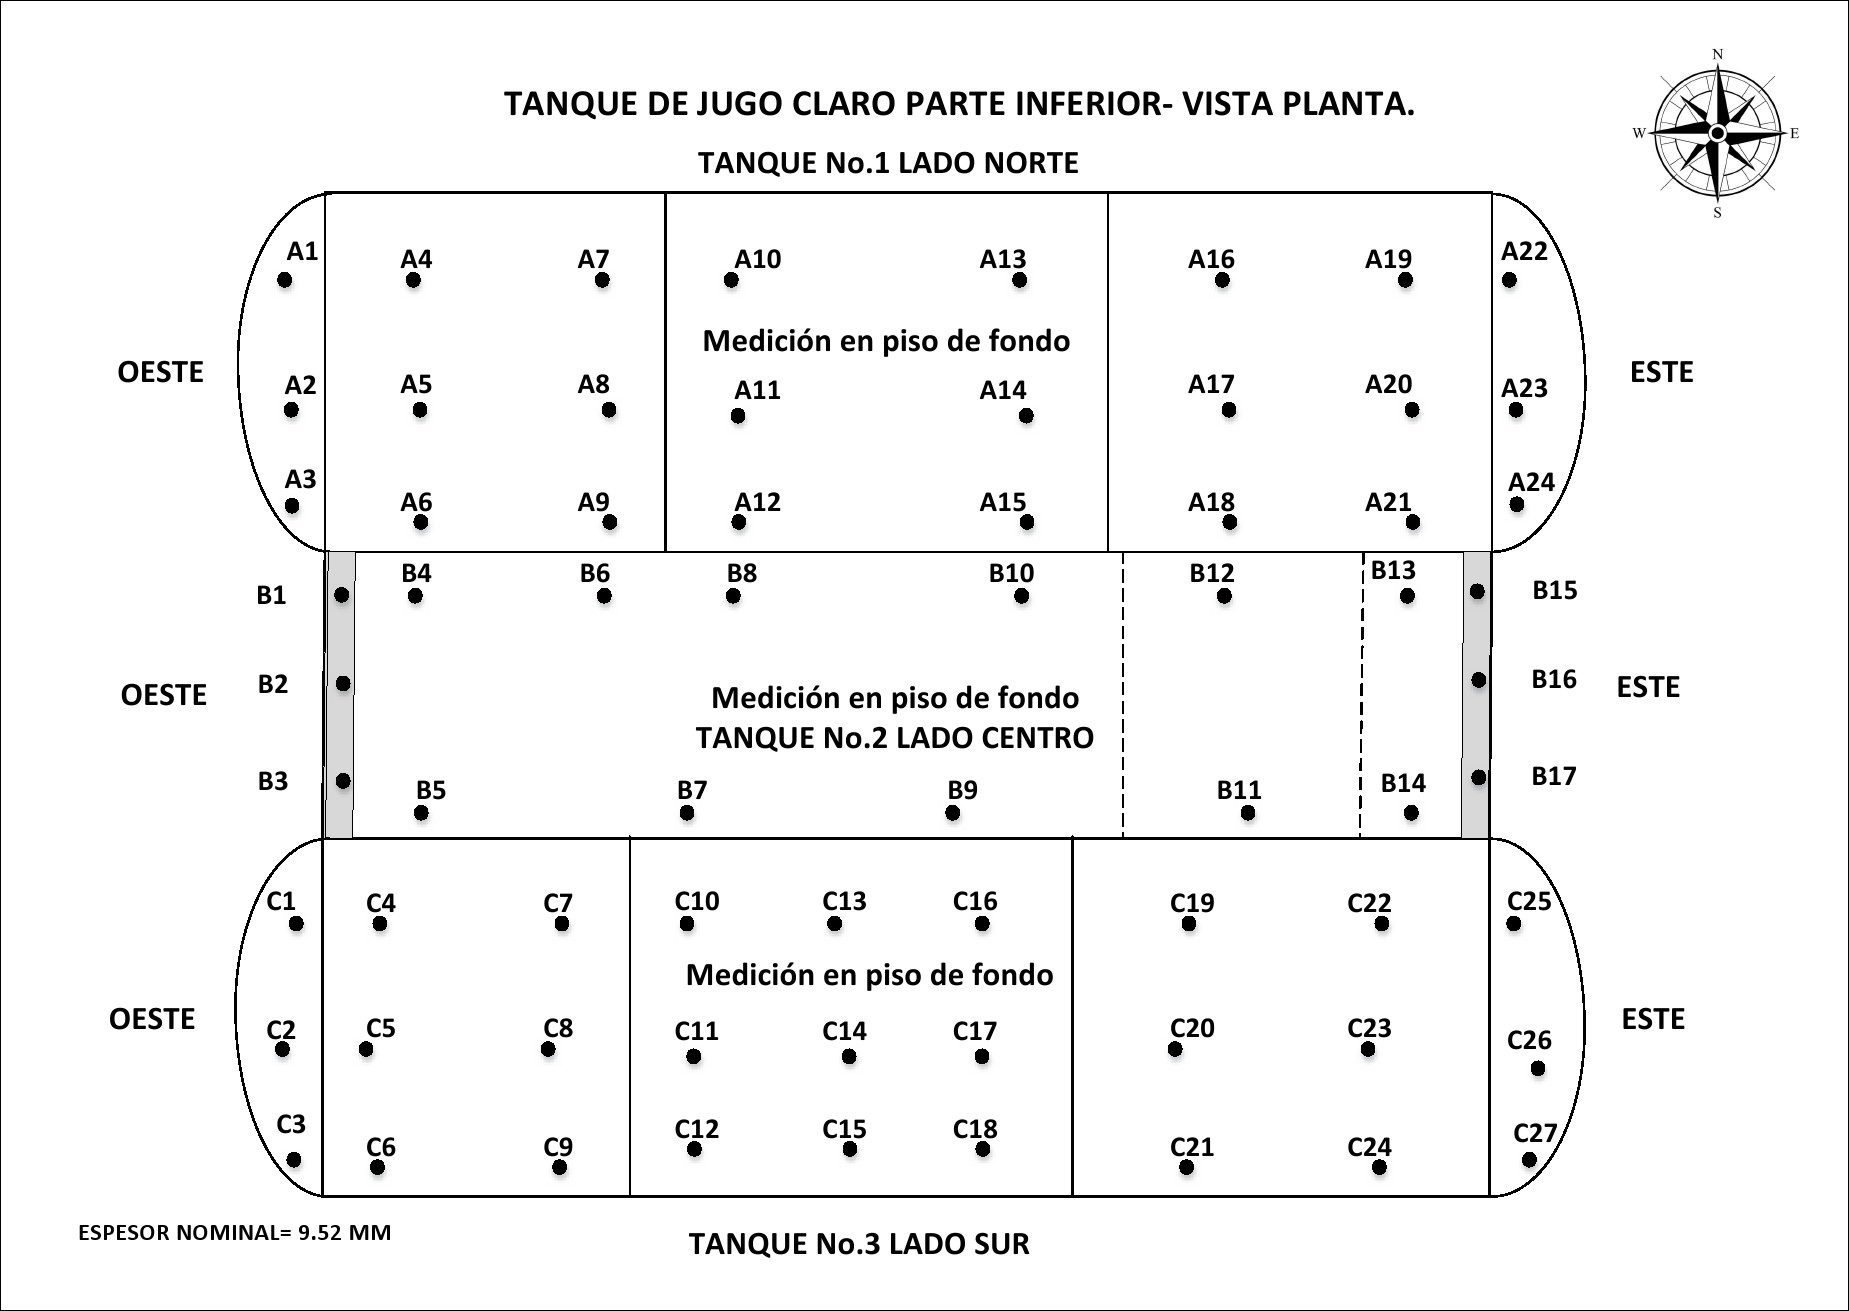 N
TANQUE DE JUGO CLARO PARTE INFERIOR- VISTA PLANTA.
W E
TANQUE No.1 LADO NORTE
S
A1 A4 A7 A10 A13 A16 A19 A22
Medición en piso de fondo
OESTE ESTE
A2 A5 A8 A11 A14 A17 A20 A23
A3 A6 A9 A12 A15 A18 A21 A24
B1 B4 B6 B8 B10 B12 B13 B15
OESTE B2 B16 ESTE
Medición en piso de fondo
TANQUE No.2 LADO CENTRO
B3 B5 B7 B9 B11 B14 B17
C1 C4 C7 C10 C13 C16 C19 C22 C25
Medición en piso de fondo
OESTE ESTE
C2 C5 C8 C11 C14 C17 C20 C23 C26
C3 C6 C9 C12 C15 C18 C21 C24 C27
ESPESOR NOMINAL= 9.52 MM
TANQUE No.3 LADO SUR